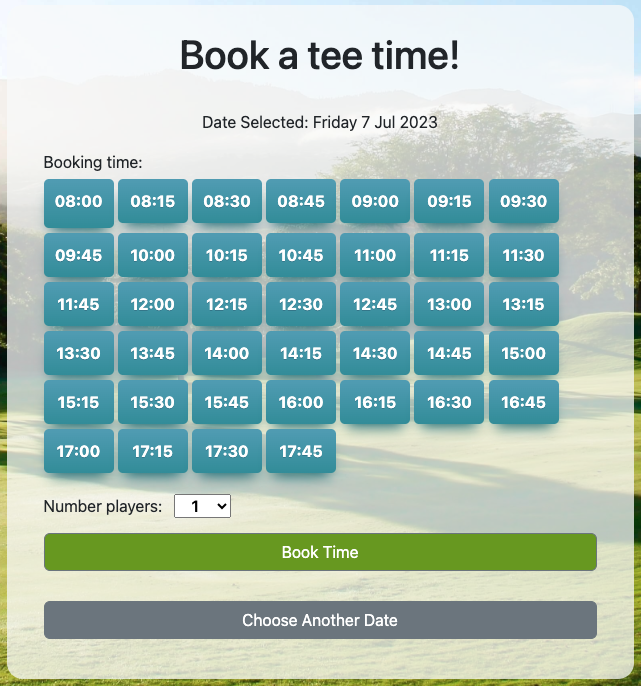 Book a tee time!
Date Selected: Friday 7 Jul 2023
Booking time:
08:00 08:15 08:30 08:45 09:00 09:15 09:30
09:45 10:00 10:15 10:45 11:00 11:15 11:30
11:45 12:00 12:15 12:30 12:45 13:00 13:15
13:30 13:45 14:00 14:15 14:30 14:45 15:00
15:15 15:30 15:45 16:00 16:15 16:30 16:45
17:00 17:15 17:30 17:45
Number players: 1
Book Time
Choose Another Date